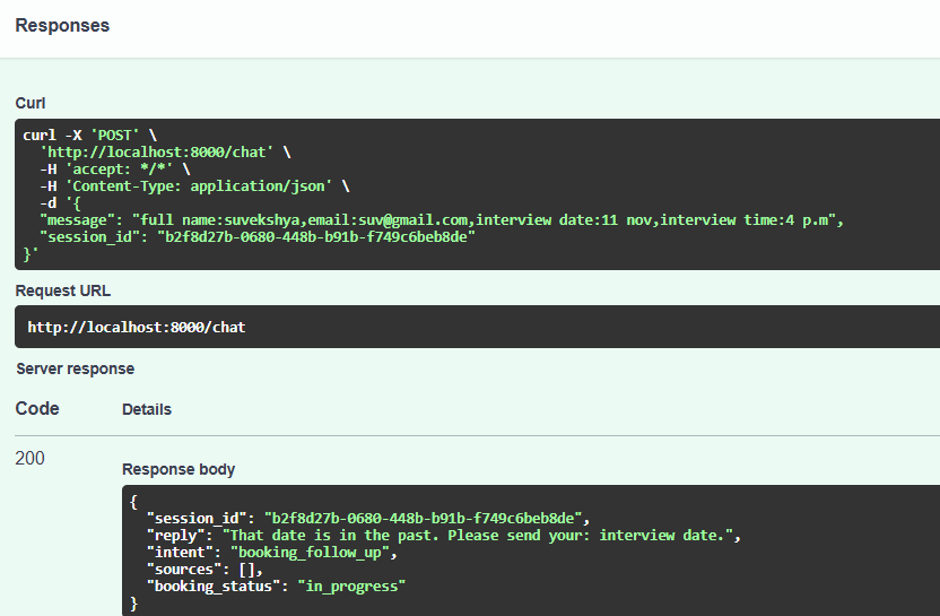 Responses
Curl
curl -X 'POST' \
'http://localhost:8000/chat' \
-H 'accept: */*' \
-H 'Content-Type: application/json' \
-d '{
"message": "full name:suvekshya,email:suv@gmail.com,interview date:11 nov,interview time:4 p.m",
"session_id": "b2f8d27b-0680-448b-b91b-f749c6beb8de"
}'
Request URL
http://localhost:8000/chat
Server response
Code Details
200
Response body
{
"session_id": "b2f8d27b-0680-448b-b91b-f749c6beb8de",
"reply": "That date is in the past. Please send your: interview date.",
"intent": "booking_follow_up",
"sources": [],
"booking_status": "in_progress"
}